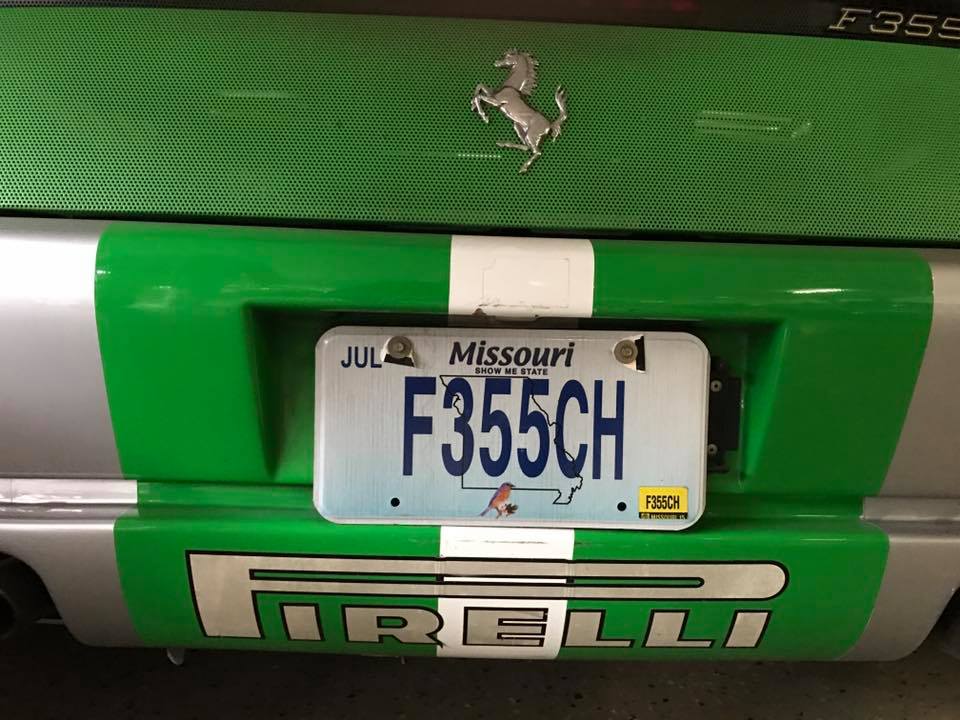 F355
JUL
Missouri
SHOW ME STATE
F355CH
F355CH
PIRELLI